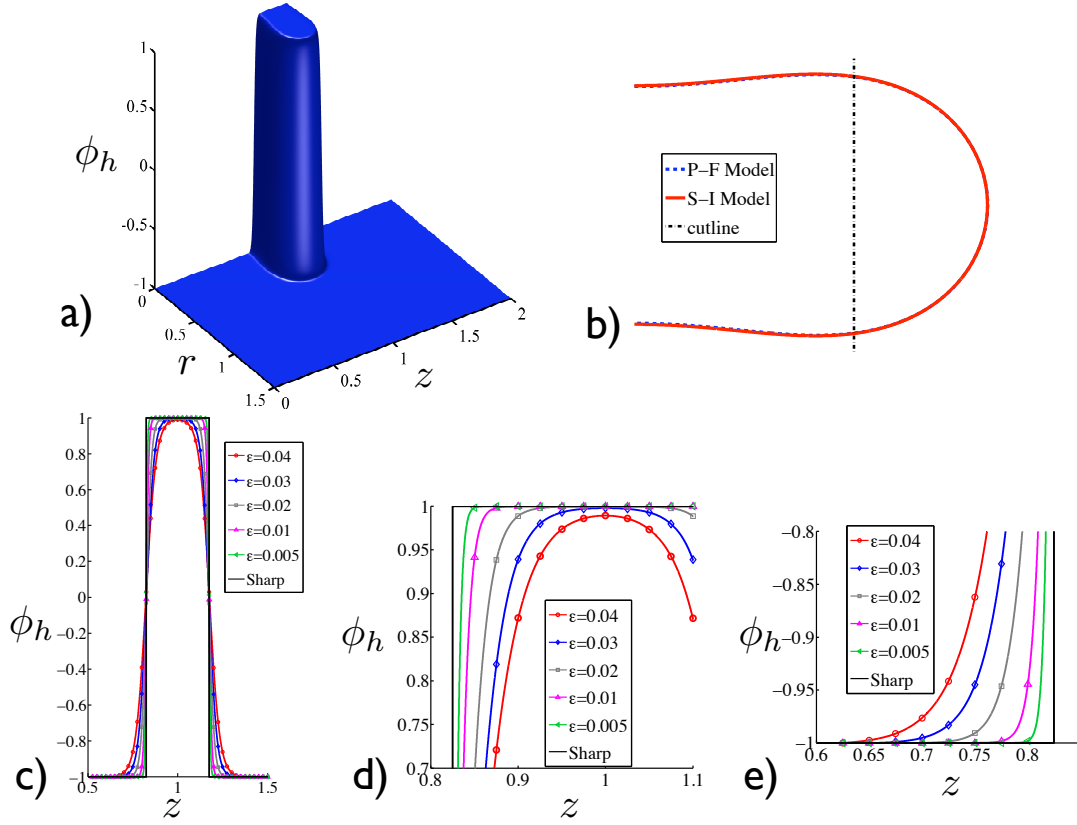 1
0.5
0
-0.5
-1
ϕh
0
0.5
1
1.5
r
0
0.5
1
1.5
2
z
a)
P–F Model
S–I Model
cutline
b)
1
0.8
0.6
0.4
0.2
0
−0.2
−0.4
−0.6
−0.8
−1
ϕh
0.5
1
1.5
z
ε=0.04
ε=0.03
ε=0.02
ε=0.01
ε=0.005
Sharp
c)
1
0.95
0.9
0.85
0.8
0.75
0.7
ϕh
0.8
0.9
1
1.1
z
ε=0.04
ε=0.03
ε=0.02
ε=0.01
ε=0.005
Sharp
d)
−0.8
−0.85
−0.9
−0.95
−1
ϕh
0.6
0.65
0.7
0.75
0.8
z
ε=0.04
ε=0.03
ε=0.02
ε=0.01
ε=0.005
Sharp
e)